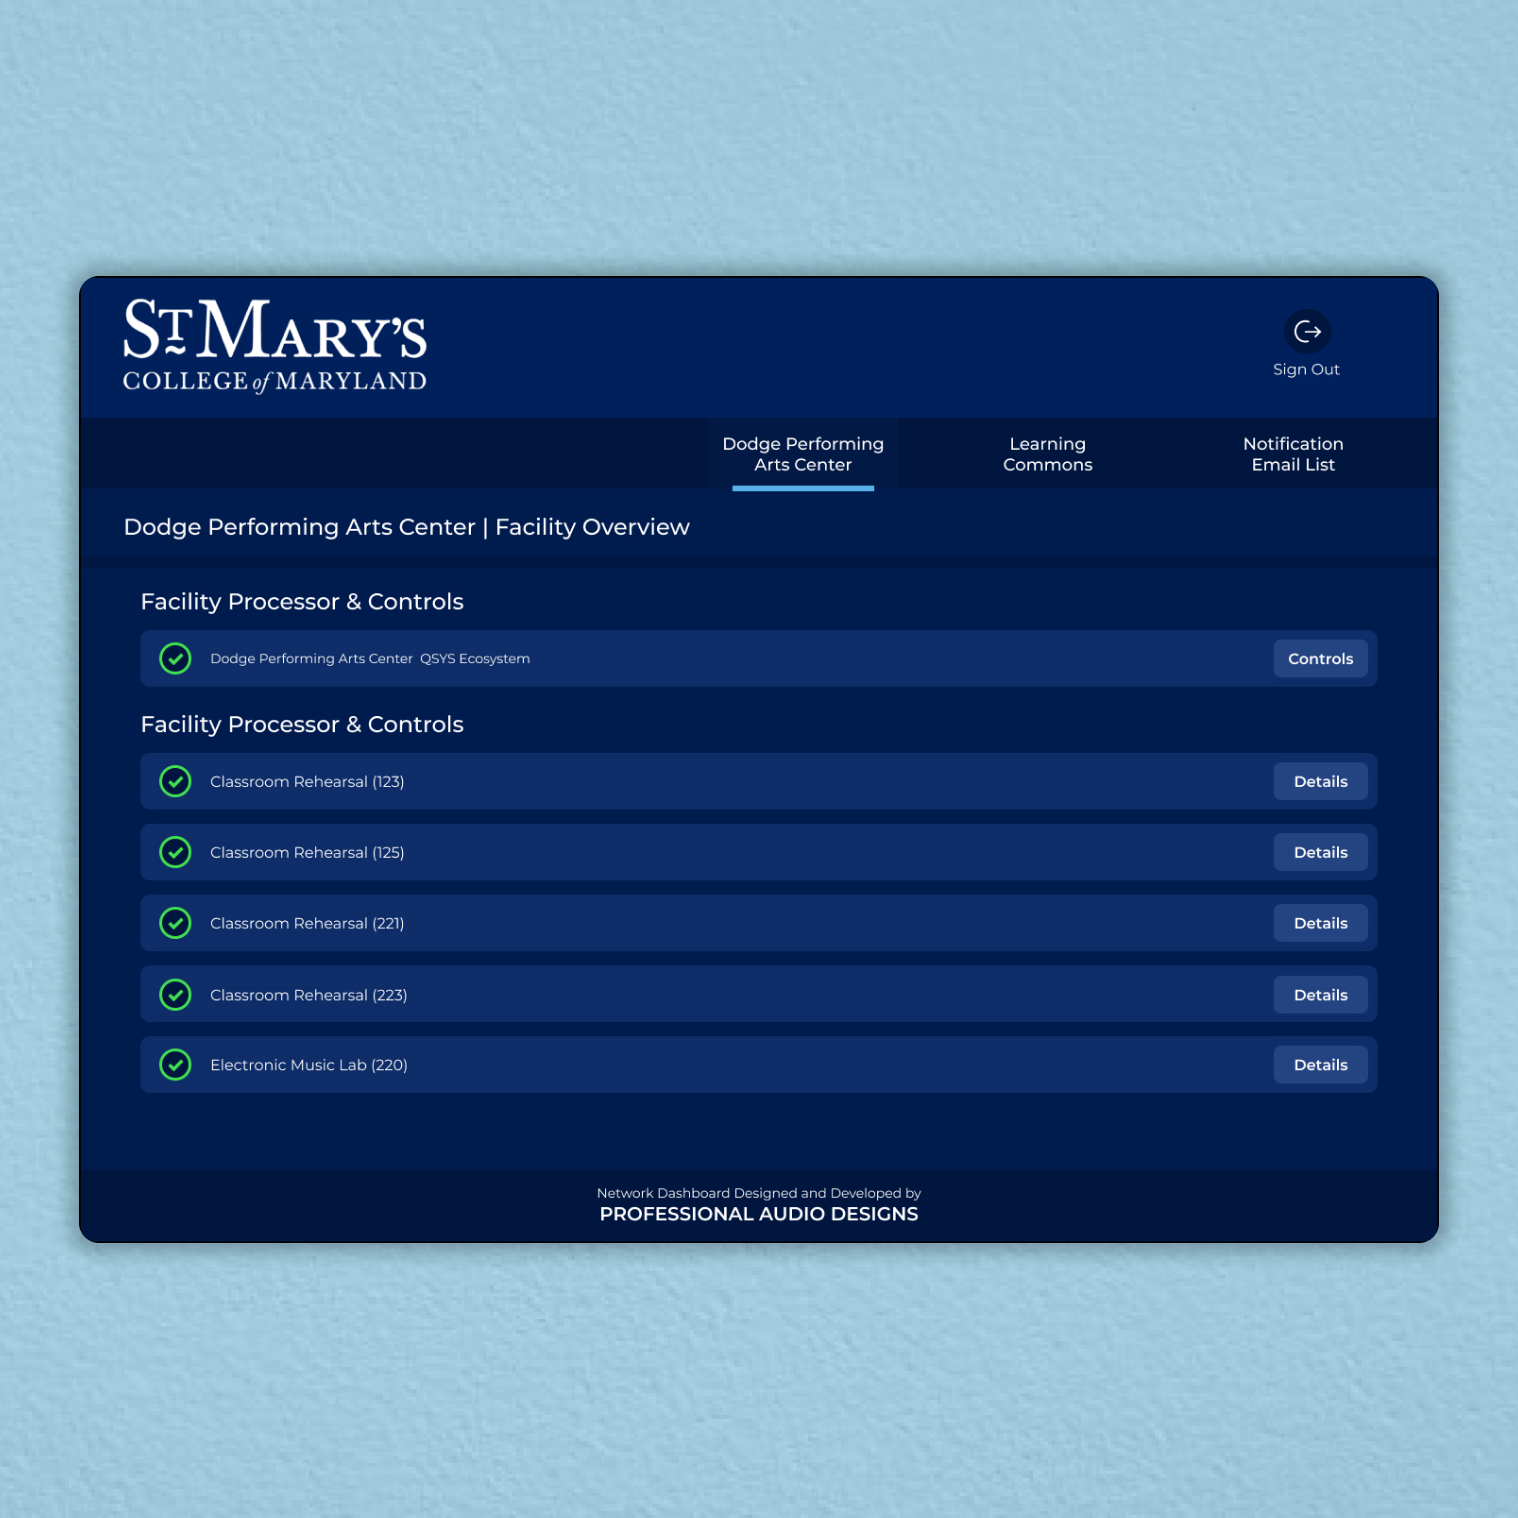 ST MARY'S
COLLEGE of MARYLAND
Sign Out
Dodge Performing
Arts Center
Learning
Commons
Notification
Email List
Dodge Performing Arts Center | Facility Overview
Facility Processor & Controls
Dodge Performing Arts Center QSYS Ecosystem
Controls
Facility Processor & Controls
Classroom Rehearsal (123)
Details
Classroom Rehearsal (125)
Details
Classroom Rehearsal (221)
Details
Classroom Rehearsal (223)
Details
Electronic Music Lab (220)
Details
Network Dashboard Designed and Developed by
PROFESSIONAL AUDIO DESIGNS